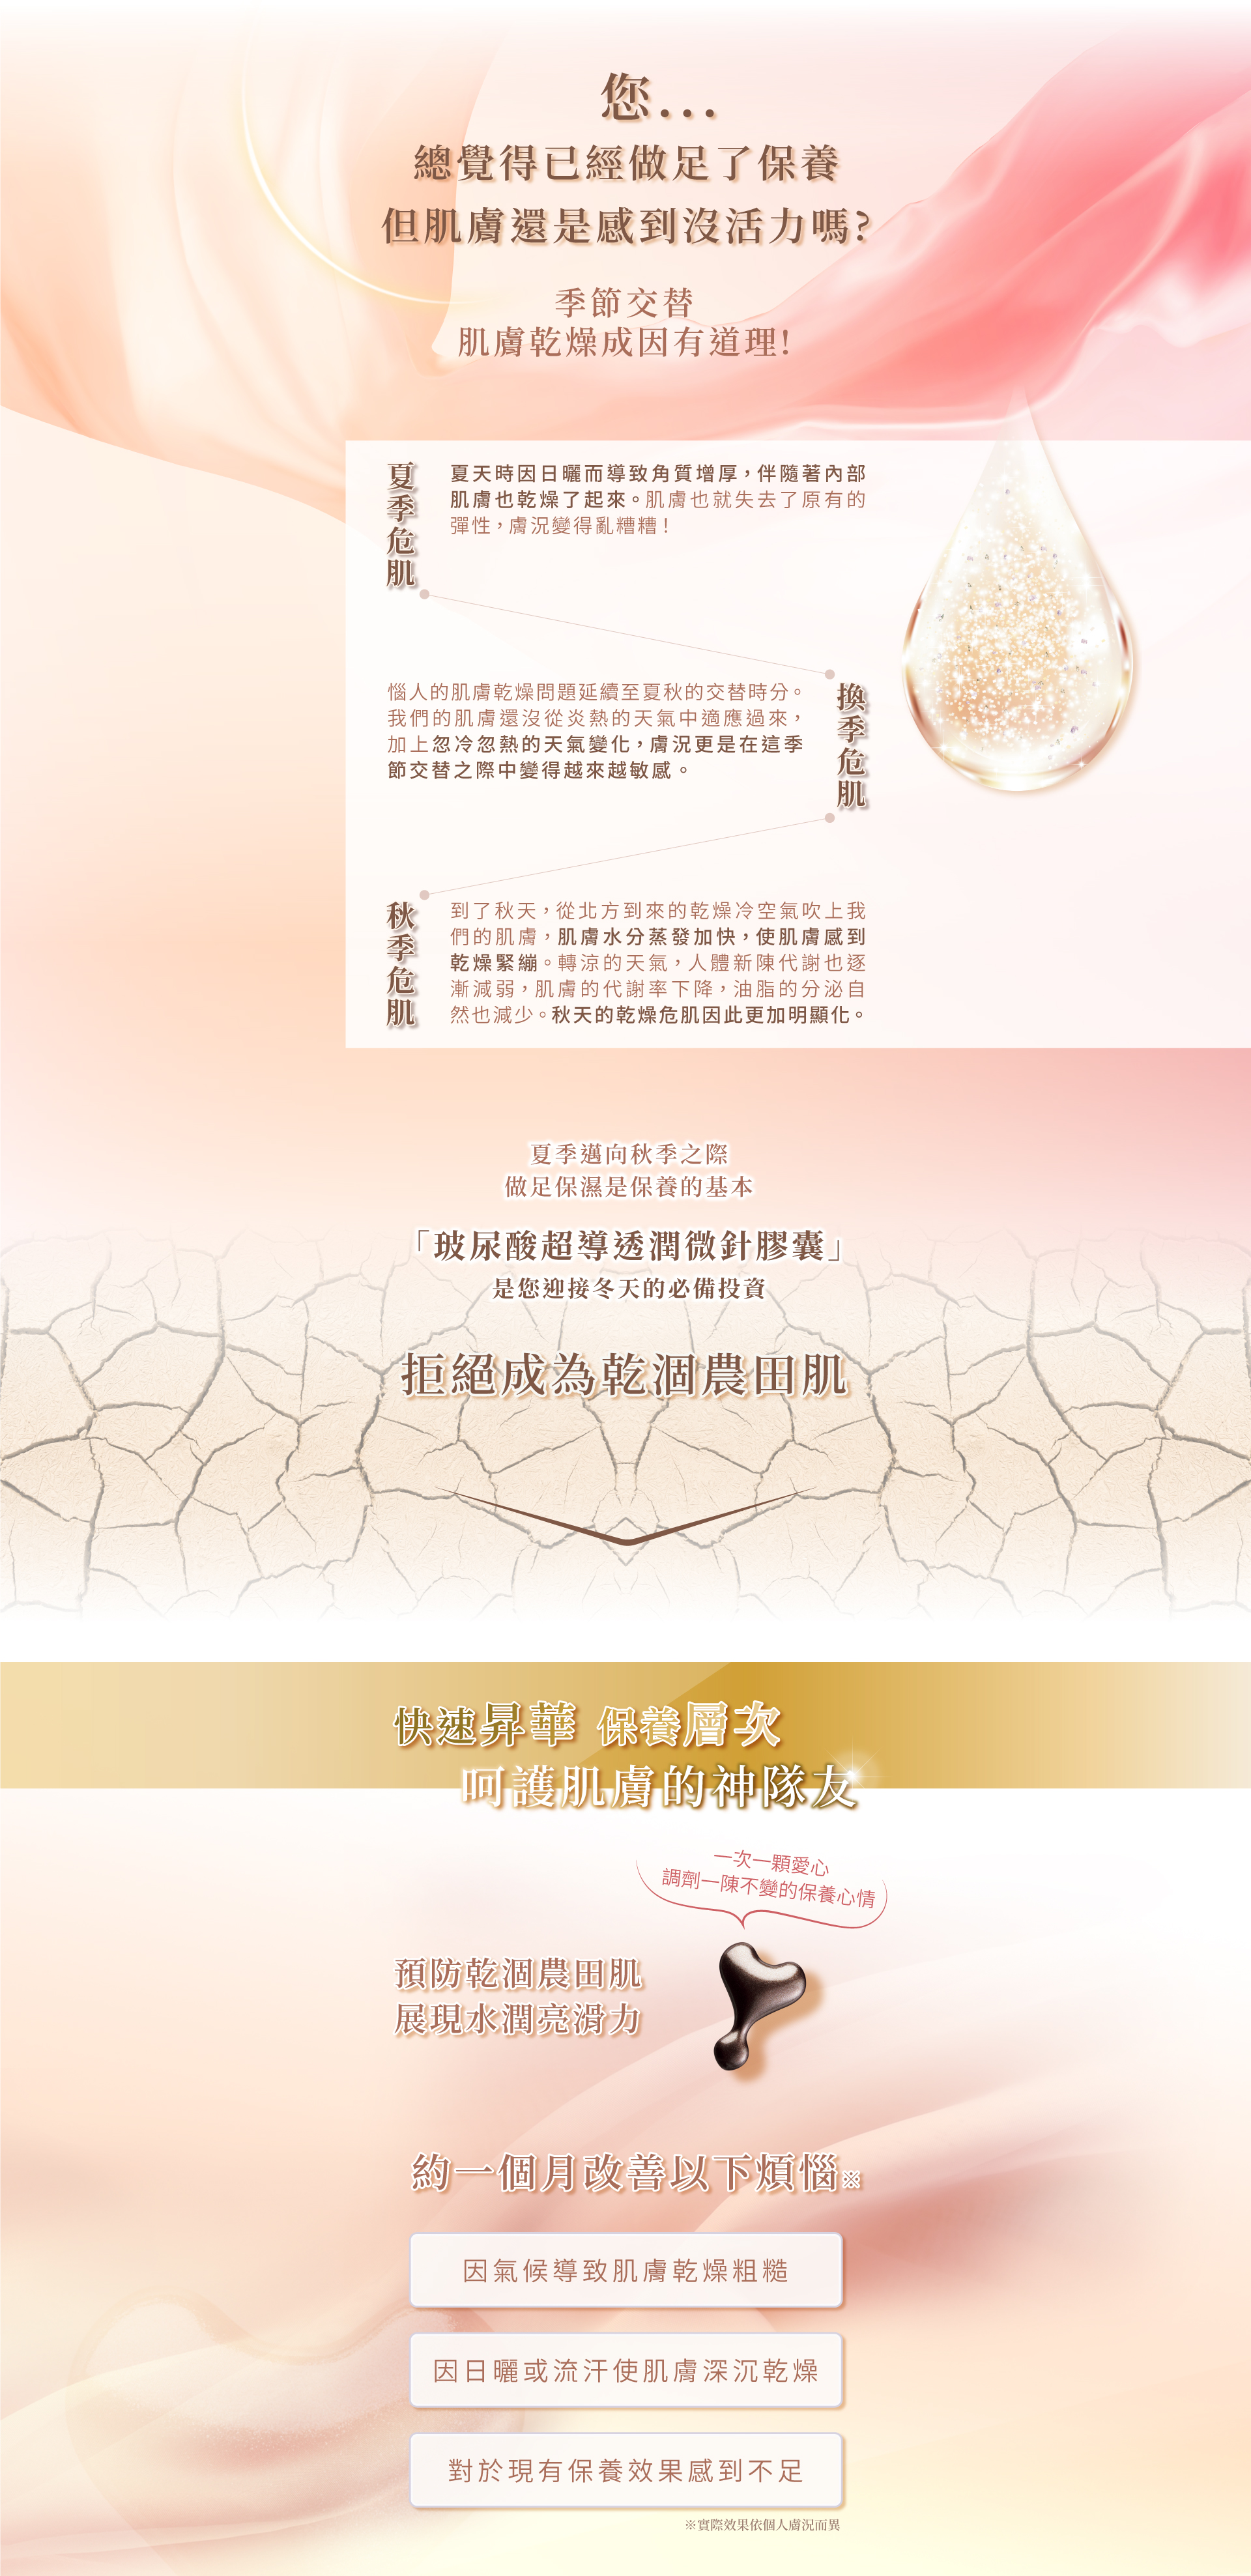 您...
總覺得已經做足了保養
但肌膚還是感到沒活力嗎?
季節交替
肌膚乾燥成因有道理!
夏季危肌
夏天時因日曬而導致角質增厚，伴隨著內部
肌膚也乾燥了起來。肌膚也就失去了原有的
彈性，膚況變得亂糟糟！
換季危肌
惱人的肌膚乾燥問題延續至夏秋的交替時分。
我們的肌膚還沒從炎熱的天氣中適應過來，
加上忽冷忽熱的天氣變化，膚況更是在這季
節交替之際中變得越來越敏感。
秋季危肌
到了秋天，從北方到來的乾燥冷空氣吹上我
們的肌膚，肌膚水分蒸發加快，使肌膚感到
乾燥緊繃。轉涼的天氣，人體新陳代謝也逐
漸減弱，肌膚的代謝率下降，油脂的分泌自
然也減少。秋天的乾燥危肌因此更加明顯化。
夏季邁向秋季之際
做足保濕是保養的基本
「玻尿酸超導透潤微針膠囊」
是您迎接冬天的必備投資
拒絕成為乾涸農田肌
快速昇華 保養層次
呵護肌膚的神隊友
一次一顆愛心
調劑一陳不變的保養心情
預防乾涸農田肌
展現水潤亮滑力
約一個月改善以下煩惱※
因氣候導致肌膚乾燥粗糙
因日曬或流汗使肌膚深沉乾燥
對於現有保養效果感到不足
※實際效果依個人膚況而異